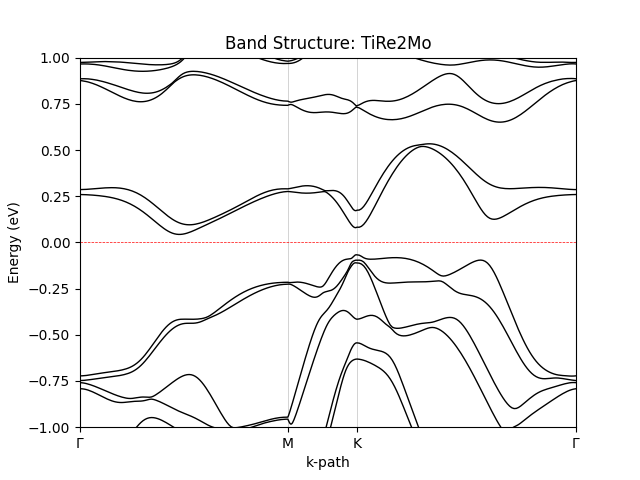 Band Structure: TiRe2Mo
1.00
0.75
0.50
0.25
0.00
−0.25
−0.50
−0.75
−1.00
Energy (eV)
Γ M K Γ
k-path